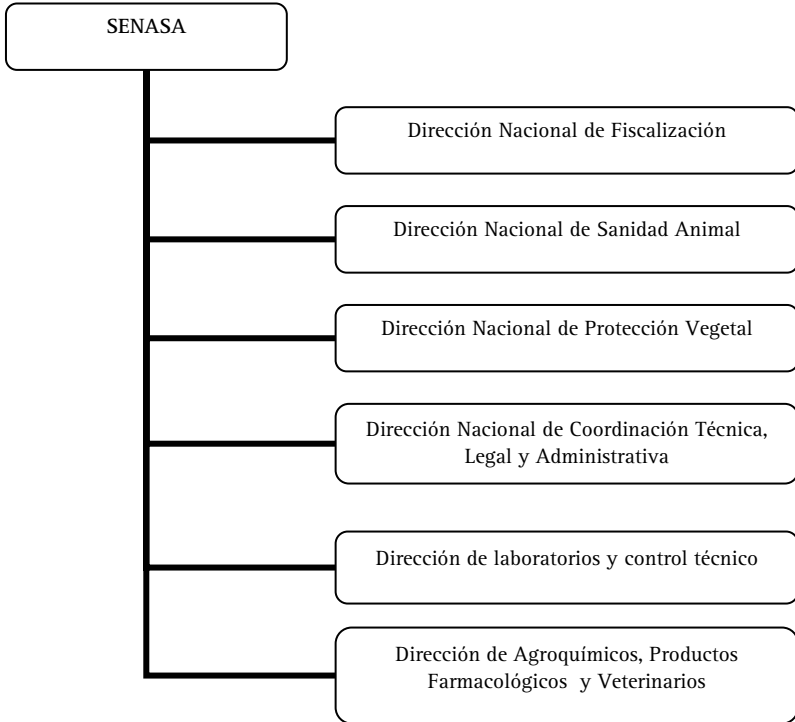 SENASA
Dirección Nacional de Fiscalización
Dirección Nacional de Sanidad Animal
Dirección Nacional de Protección Vegetal
Dirección Nacional de Coordinación Técnica,
Legal y Administrativa
Dirección de laboratorios y control técnico
Dirección de Agroquímicos, Productos
Farmacológicos y Veterinarios